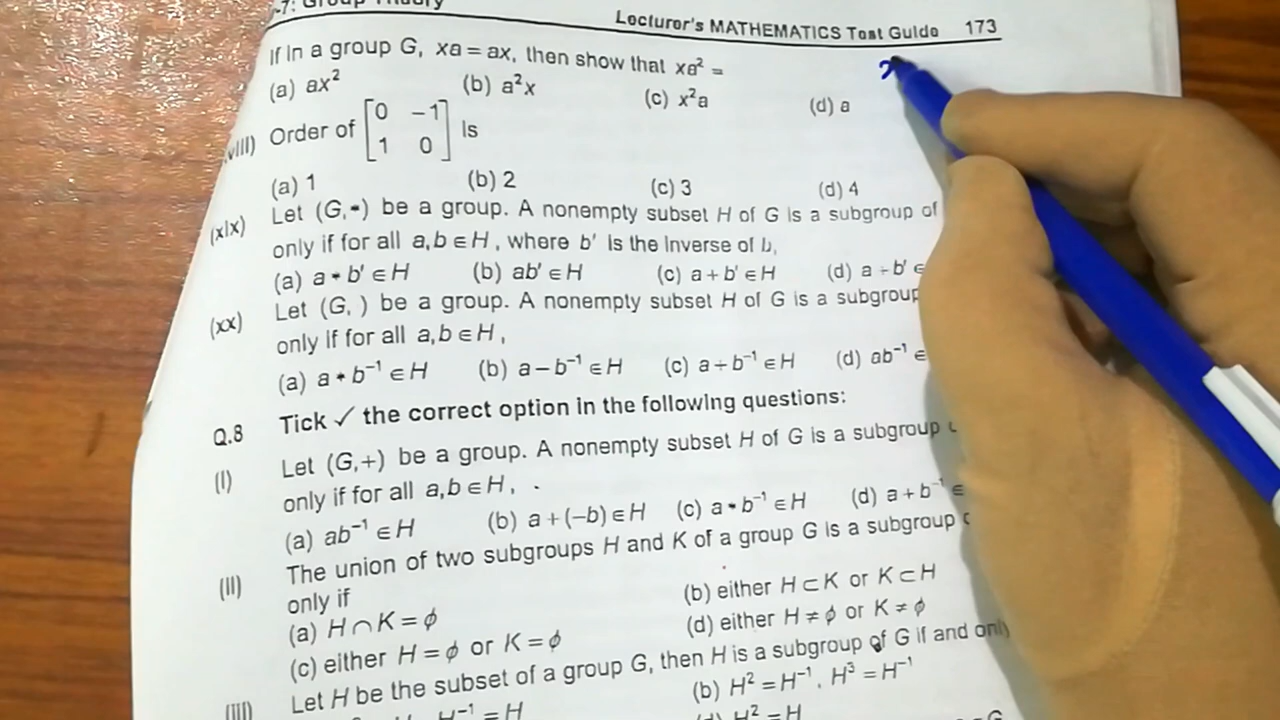 -7: Group Theory
Lecturer's MATHEMATICS Test Guide 173
If in a group G, xa = ax, then show that xa² =
(a) ax² (b) a²x (c) x²a (d) a
(viii) Order of [0 −1; 1 0] is
(a) 1 (b) 2 (c) 3 (d) 4
(xix) Let (G,*) be a group. A nonempty subset H of G is a subgroup of
only if for all a,b ∈ H, where b' is the inverse of b,
(a) a * b' ∈ H (b) ab' ∈ H (c) a + b' ∈ H (d) a ÷ b' ∈
(xx) Let (G, ) be a group. A nonempty subset H of G is a subgroup
only if for all a,b ∈ H,
(a) a * b⁻¹ ∈ H (b) a − b⁻¹ ∈ H (c) a ÷ b⁻¹ ∈ H (d) ab⁻¹ ∈
Q.8 Tick ✓ the correct option in the following questions:
(i) Let (G,+) be a group. A nonempty subset H of G is a subgroup
only if for all a,b ∈ H,
(a) ab⁻¹ ∈ H (b) a + (−b) ∈ H (c) a * b⁻¹ ∈ H (d) a + b⁻¹ ∈
(ii) The union of two subgroups H and K of a group G is a subgroup
only if
(a) H ∩ K = ϕ (b) either H ⊂ K or K ⊂ H
(c) either H = ϕ or K = ϕ (d) either H ≠ ϕ or K ≠ ϕ
(iii) Let H be the subset of a group G, then H is a subgroup of G if and only
H⁻¹ = H (b) H² = H⁻¹, H³ = H⁻¹
H² = H